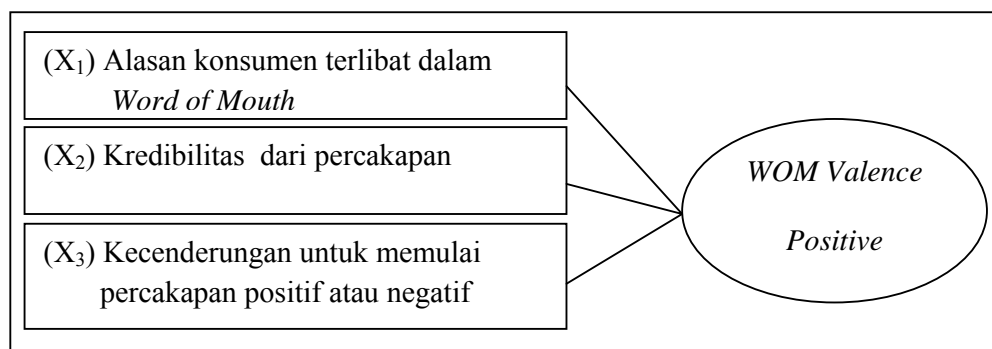 (X₁) Alasan konsumen terlibat dalam
Word of Mouth
(X₂) Kredibilitas dari percakapan
(X₃) Kecenderungan untuk memulai
percakapan positif atau negatif
WOM Valence
Positive